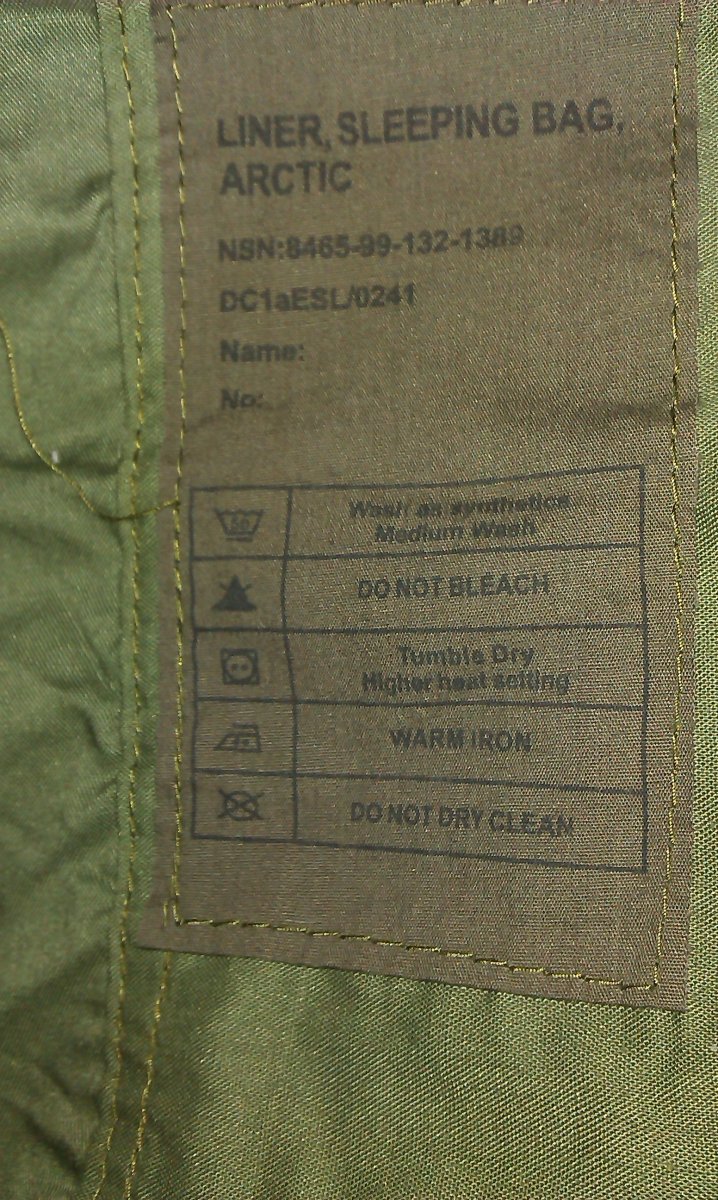 LINER, SLEEPING BAG,
ARCTIC
NSN:8465-99-132-1389
DC1aESL/0241
Name:
No:
50
Wash as synthetics
Medium Wash
DO NOT BLEACH
Tumble Dry
Higher heat setting
WARM IRON
DO NOT DRY CLEAN